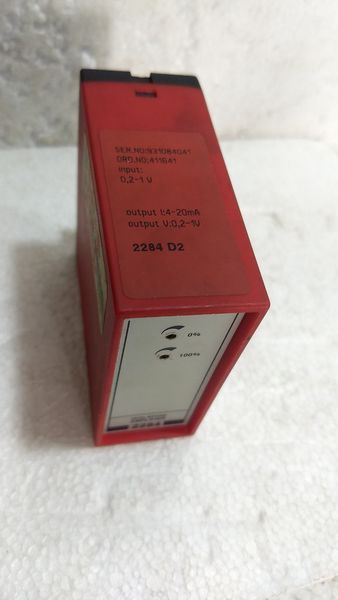 SER.NO:931084041
ORD.NO:411641
input:
0,2-1 V
output I:4-20mA
output V:0,2-1V
2284 D2
0%
100%
2284